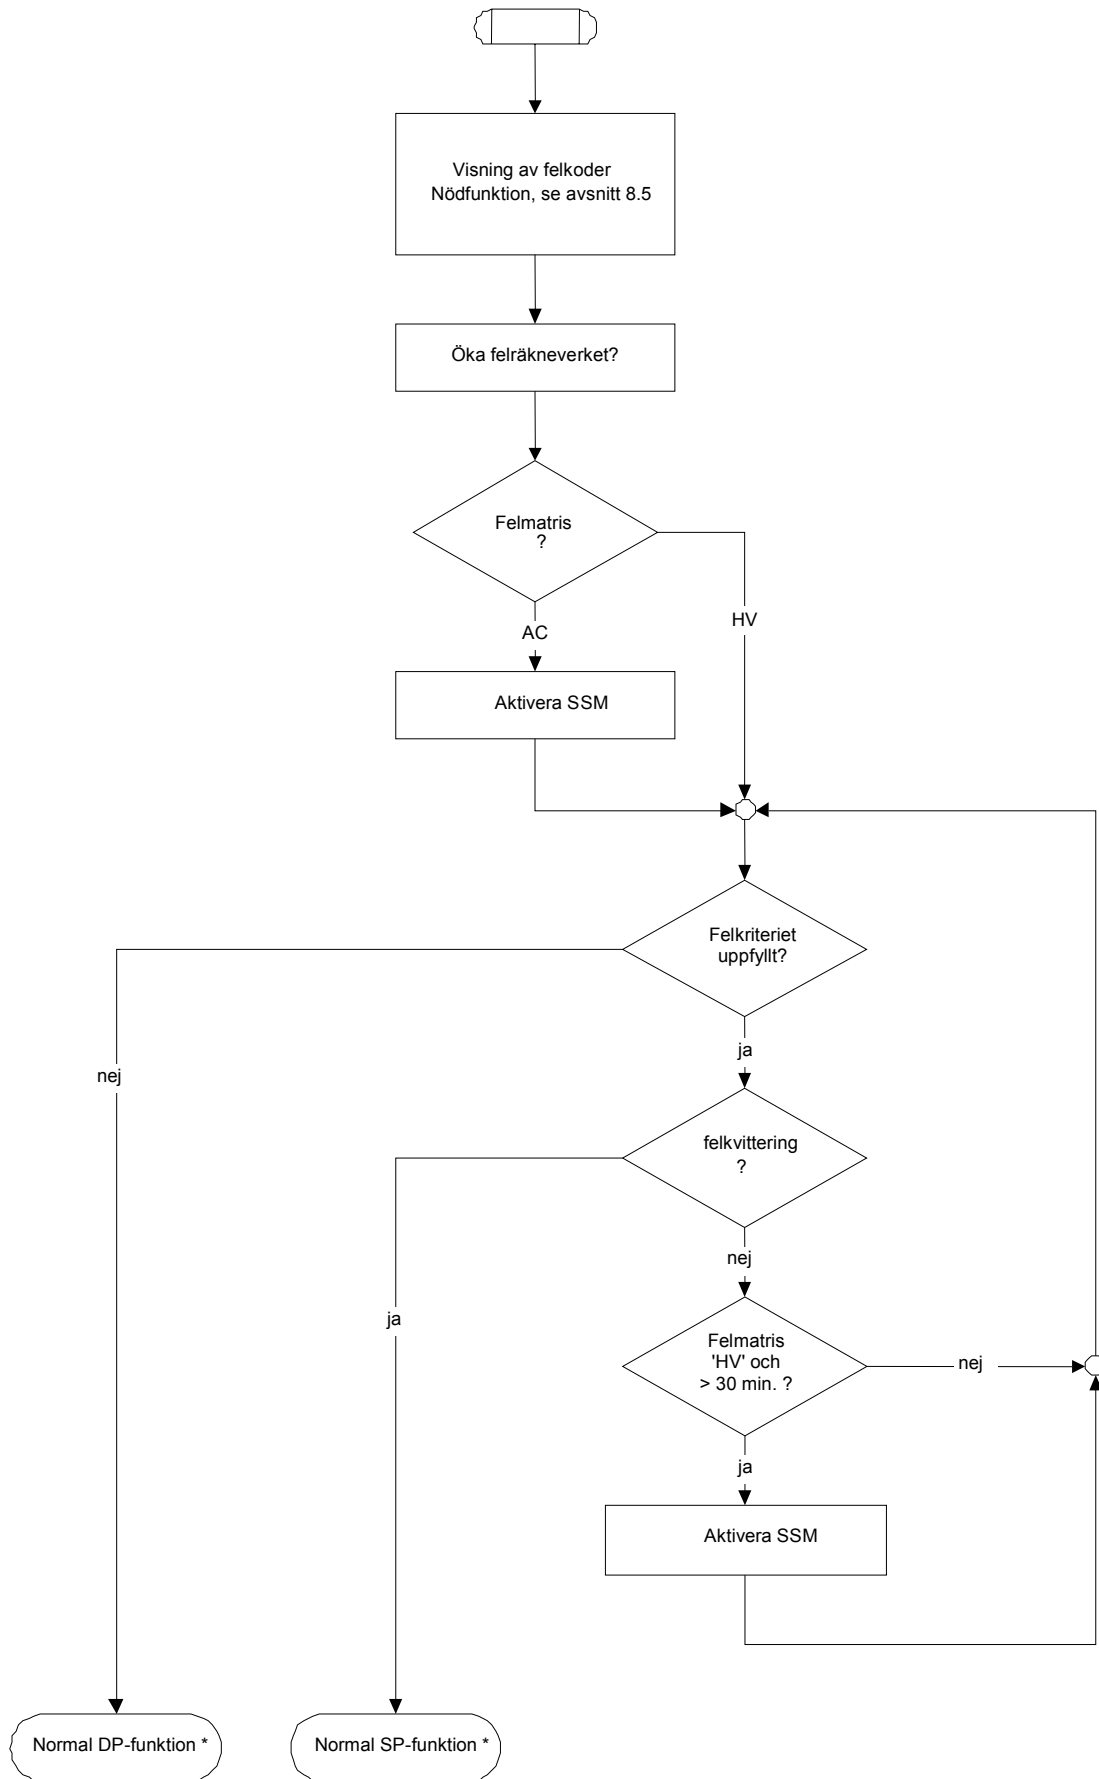 Visning av felkoder
Nödfunktion, se avsnitt 8.5
Öka felräkneverket?
Felmatris
?
AC
HV
Aktivera SSM
Felkriteriet
uppfyllt?
nej
ja
felkvittering
?
ja
nej
Felmatris
'HV' och
> 30 min. ?
nej
ja
Aktivera SSM
Normal DP-funktion *
Normal SP-funktion *